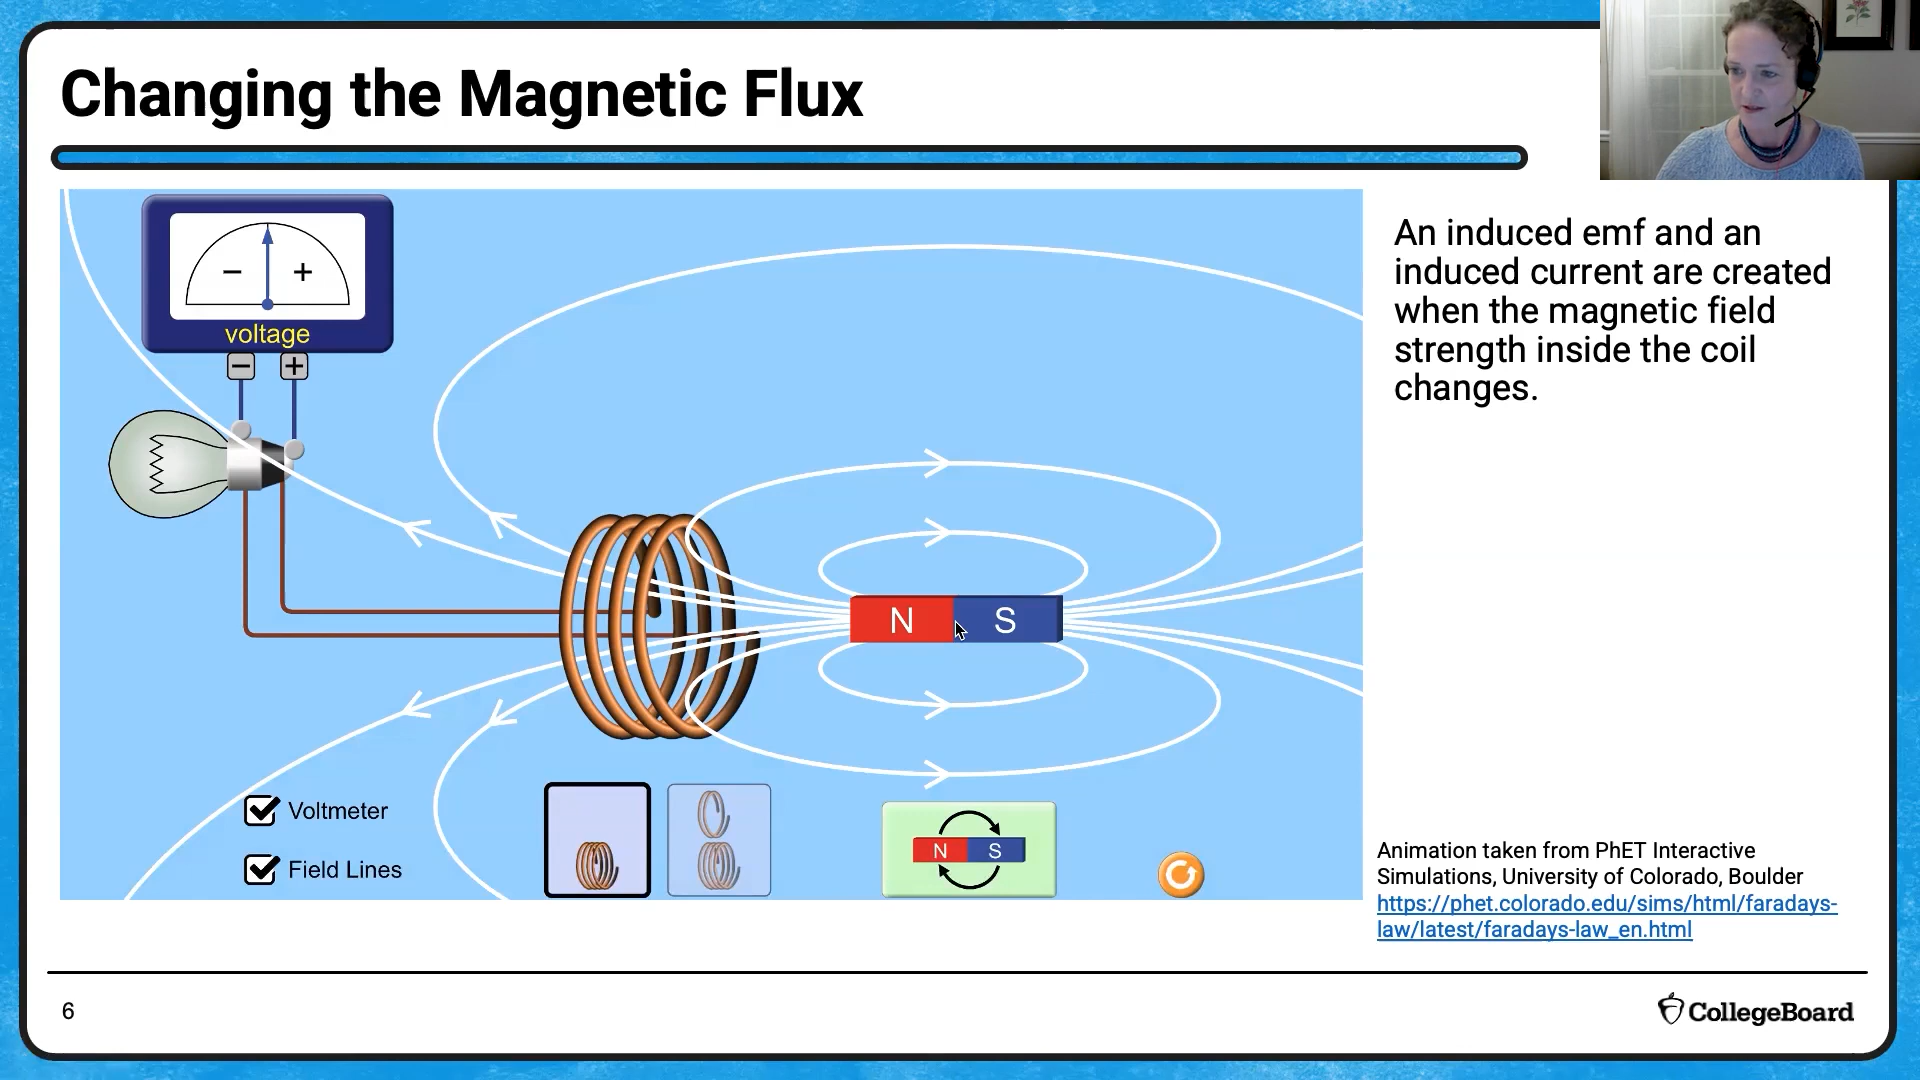 Changing the Magnetic Flux
− +
voltage
− +
An induced emf and an
induced current are created
when the magnetic field
strength inside the coil
changes.
N S
Voltmeter
Field Lines
N S
Animation taken from PhET Interactive
Simulations, University of Colorado, Boulder
https://phet.colorado.edu/sims/html/faradays-
law/latest/faradays-law_en.html
6
CollegeBoard